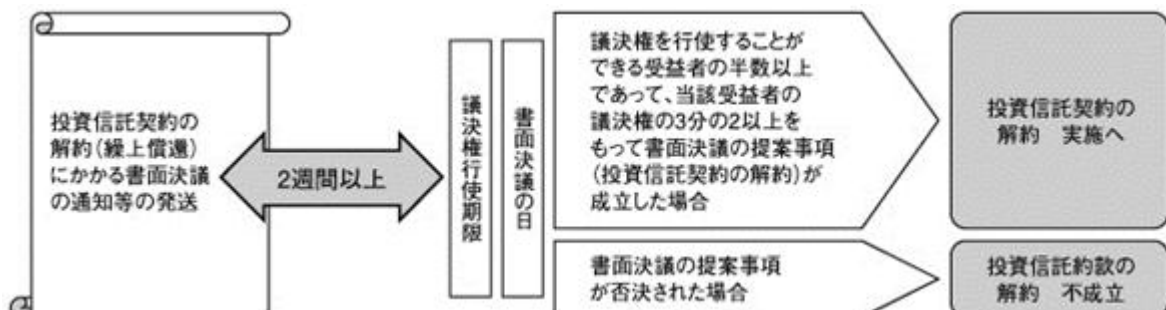 投資信託契約の
解約(繰上償還)
にかかる書面決議
の通知等の発送
2週間以上
議決権行使期限
書面決議の日
議決権を行使することが
できる受益者の半数以上
であって、当該受益者の
議決権の3分の2以上を
もって書面決議の提案事項
(投資信託契約の解約)が
成立した場合
投資信託契約の
解約 実施へ
書面決議の提案事項
が否決された場合
投資信託約款の
解約 不成立